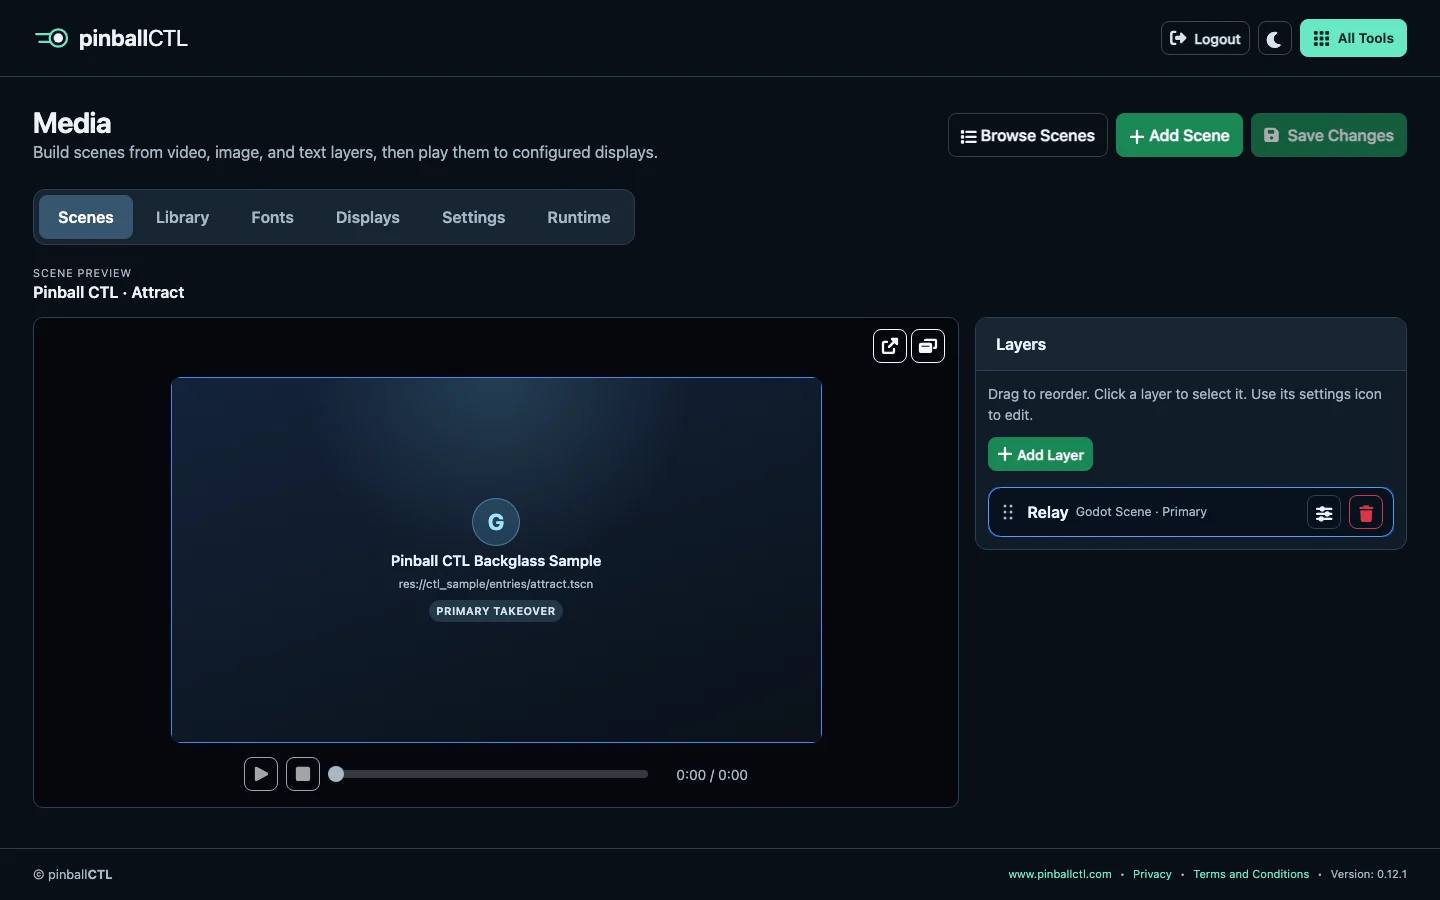 pinballCTL
Logout
All Tools
Media
Build scenes from video, image, and text layers, then play them to configured displays.
Browse Scenes
Add Scene
Save Changes
Scenes
Library
Fonts
Displays
Settings
Runtime
SCENE PREVIEW
Pinball CTL · Attract
G
Pinball CTL Backglass Sample
res://ctl_sample/entries/attract.tscn
PRIMARY TAKEOVER
0:00 / 0:00
Layers
Drag to reorder. Click a layer to select it. Use its settings icon
to edit.
Add Layer
Relay Godot Scene · Primary
© pinballCTL
www.pinballctl.com • Privacy • Terms and Conditions • Version: 0.12.1